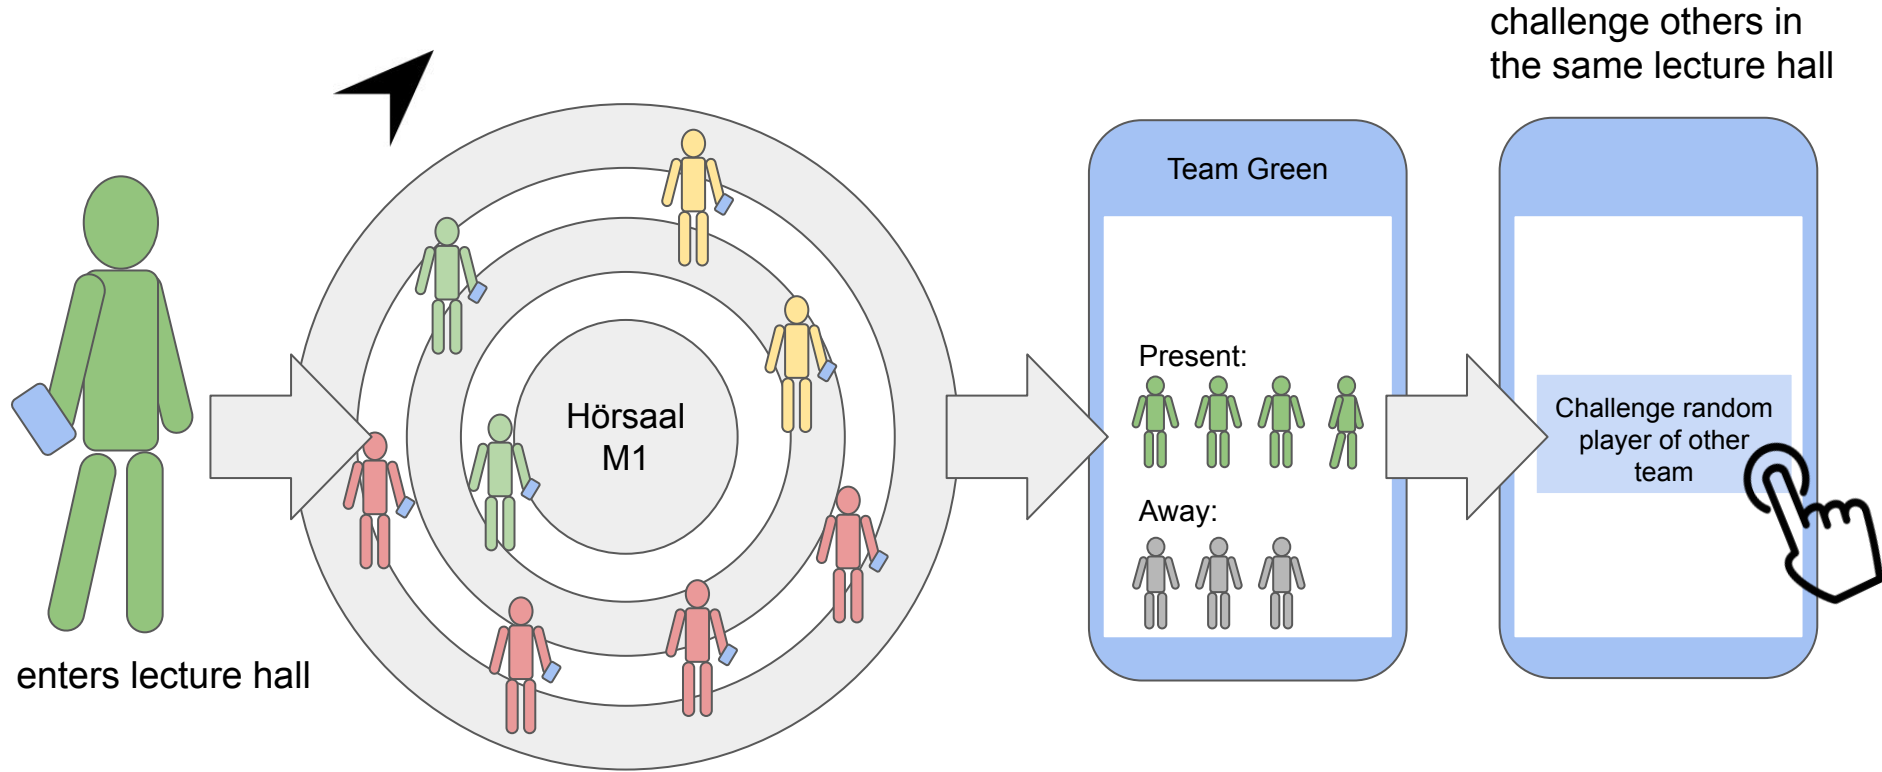 enters lecture hall
Hörsaal
M1
Team Green
Present:
Away:
challenge others in
the same lecture hall
Challenge random
player of other
team